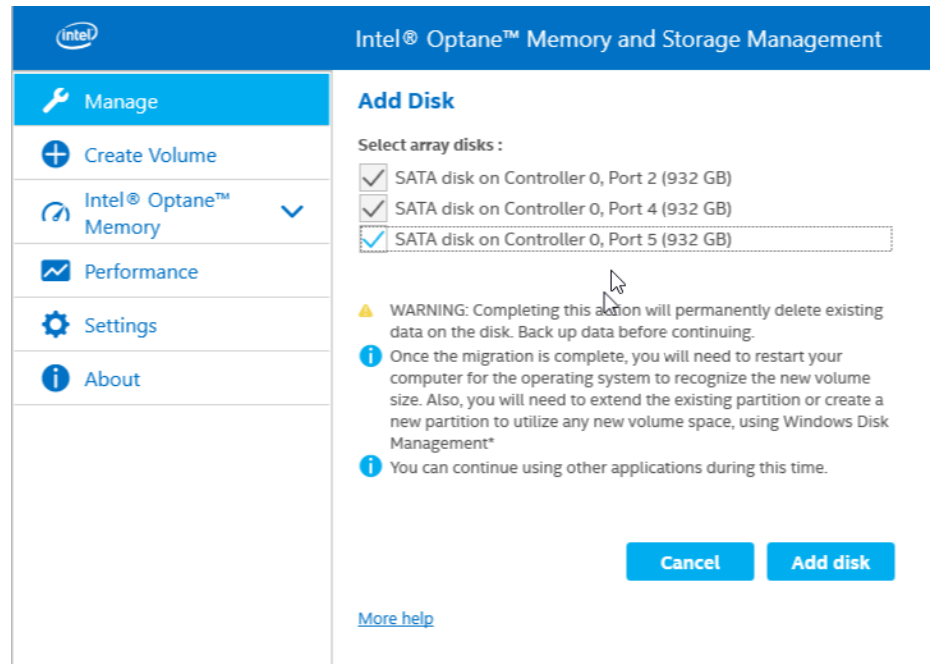 intel
Intel® Optane™ Memory and Storage Management
Manage
Create Volume
Intel® Optane™
Memory
Performance
Settings
About
Add Disk
Select array disks :
SATA disk on Controller 0, Port 2 (932 GB)
SATA disk on Controller 0, Port 4 (932 GB)
SATA disk on Controller 0, Port 5 (932 GB)
WARNING: Completing this action will permanently delete existing
data on the disk. Back up data before continuing.
Once the migration is complete, you will need to restart your
computer for the operating system to recognize the new volume
size. Also, you will need to extend the existing partition or create a
new partition to utilize any new volume space, using Windows Disk
Management*
You can continue using other applications during this time.
Cancel
Add disk
More help